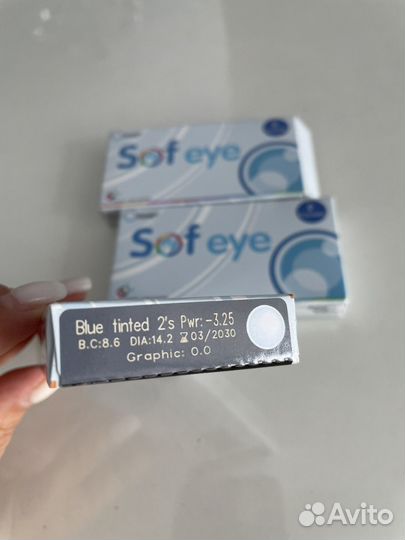 Sof eye
Sof eye
Blue tinted 2's Pwr:-3.25
B.C:8.6 DIA:14.2 03/2030
Graphic: 0.0
Avito